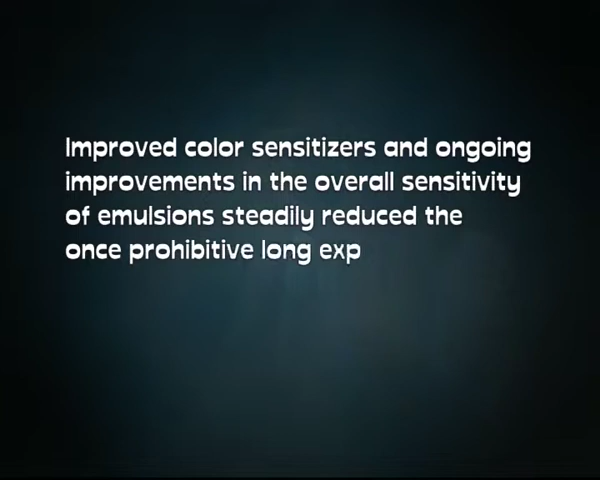 Improved color sensitizers and ongoing
improvements in the overall sensitivity
of emulsions steadily reduced the
once prohibitive long exp